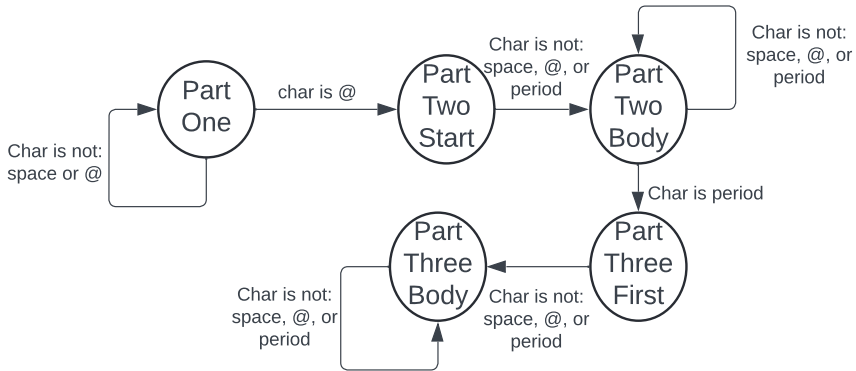 Part
One
Char is not:
space or @
char is @
Part
Two
Start
Char is not:
space, @, or
period
Part
Two
Body
Char is not:
space, @, or
period
Char is period
Part
Three
First
Char is not:
space, @, or
period
Part
Three
Body
Char is not:
space, @, or
period